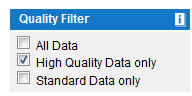 Quality Filter i
All Data
High Quality Data only
Standard Data only